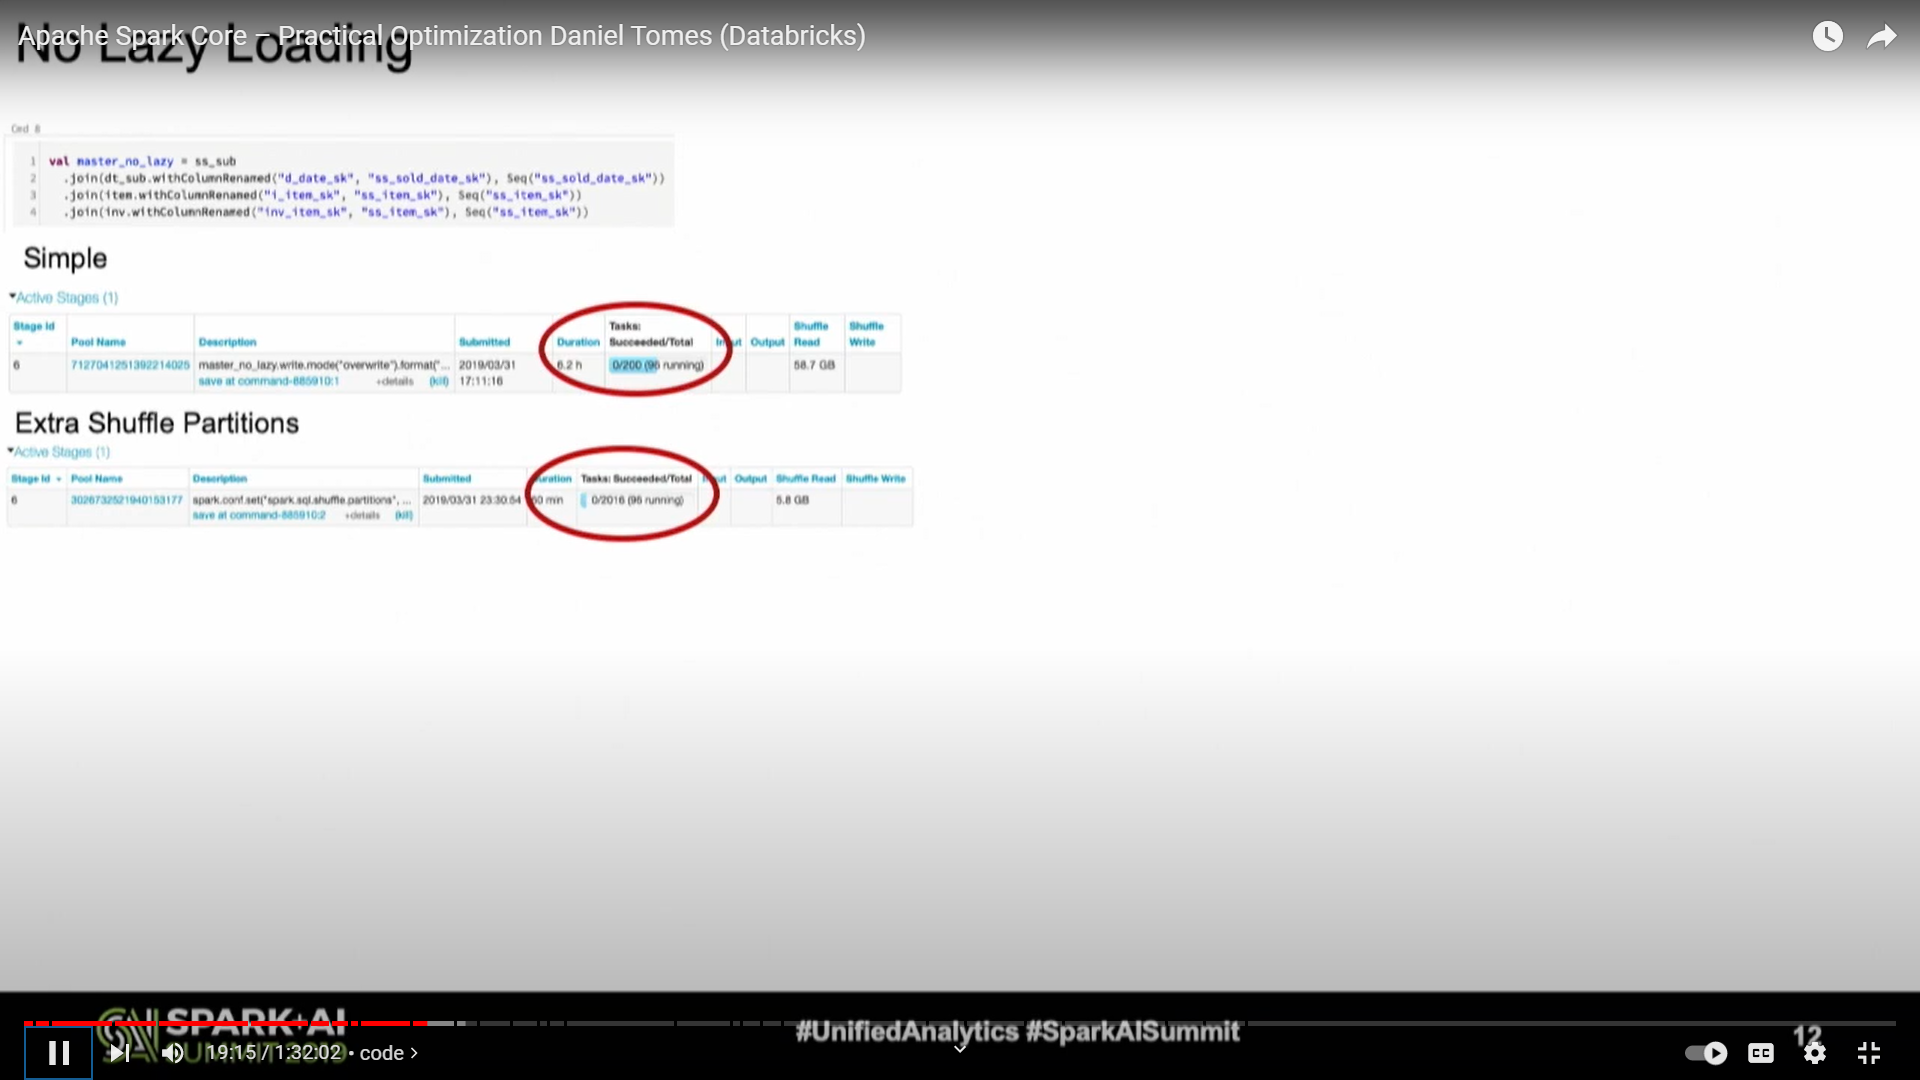 Apache Spark Core – Practical Optimization Daniel Tomes (Databricks)
No Lazy Loading
Cmd 8
1 val master_no_lazy = ss_sub
2 .join(dt_sub.withColumnRenamed("d_date_sk", "ss_sold_date_sk"), Seq("ss_sold_date_sk"))
3 .join(item.withColumnRenamed("i_item_sk", "ss_item_sk"), Seq("ss_item_sk"))
4 .join(inv.withColumnRenamed("inv_item_sk", "ss_item_sk"), Seq("ss_item_sk"))
Simple
Active Stages (1)
Stage Id Pool Name Description Submitted Duration Tasks: Succeeded/Total Input Output Shuffle Read Shuffle Write
6 7127041251392214025 master_no_lazy.write.mode("overwrite").format("... 2019/03/31 6.2 h 0/200 (96 running) 58.7 GB
save at command-885910:1 +details (kill) 17:11:16
Extra Shuffle Partitions
Active Stages (1)
Stage Id Pool Name Description Submitted Duration Tasks: Succeeded/Total Input Output Shuffle Read Shuffle Write
6 3026732521940153177 spark.conf.set("spark.sql.shuffle.partitions", ... 2019/03/31 23:30:54 60 min 0/2016 (96 running) 5.8 GB
save at command-885910:2 +details (kill)
SPARK+AI
SUMMIT 2019
#UnifiedAnalytics #SparkAISummit
12
19:15 / 1:32:02 • code
CC